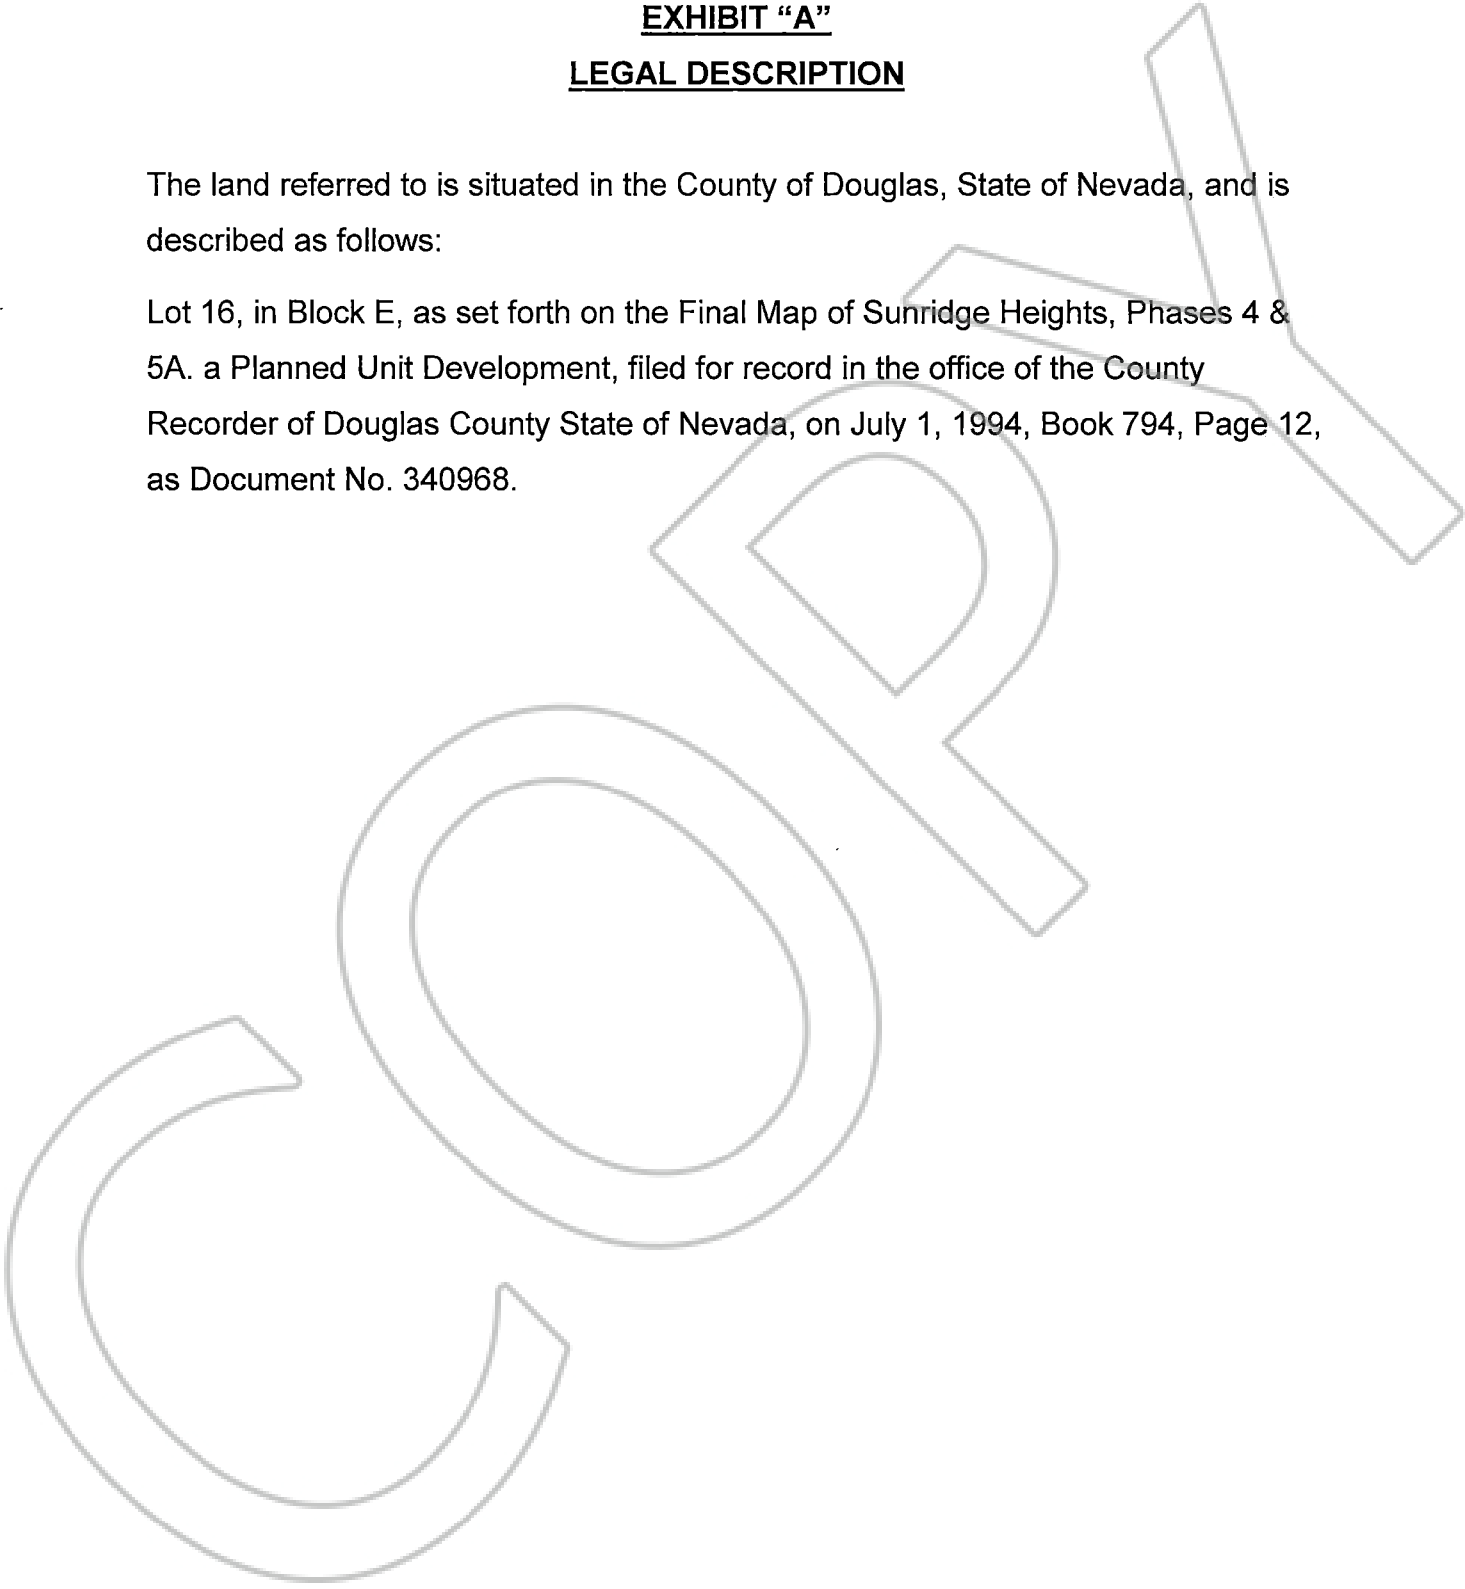 EXHIBIT “A”
LEGAL DESCRIPTION
The land referred to is situated in the County of Douglas, State of Nevada, and is
described as follows:
Lot 16, in Block E, as set forth on the Final Map of Sunridge Heights, Phases 4 &
5A. a Planned Unit Development, filed for record in the office of the County
Recorder of Douglas County State of Nevada, on July 1, 1994, Book 794, Page 12,
as Document No. 340968.
COPY